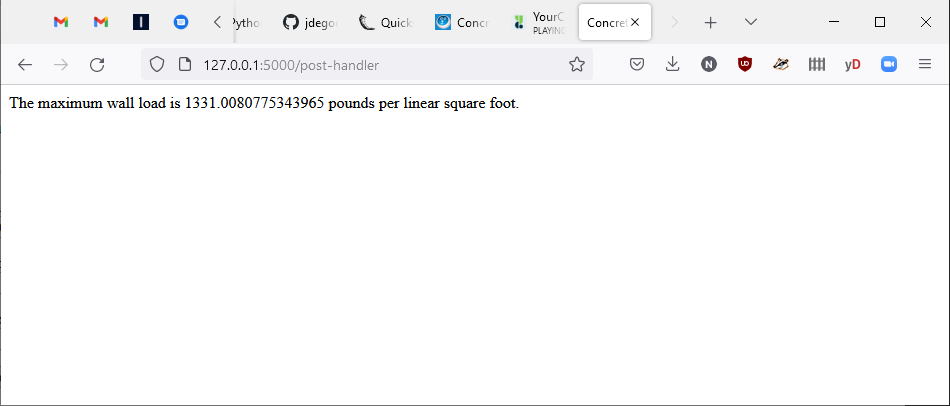 Pytho
jdego
Quick
Concr
YourC
PLAYING
Concret
127.0.0.1:5000/post-handler
N
yD
The maximum wall load is 1331.0080775343965 pounds per linear square foot.